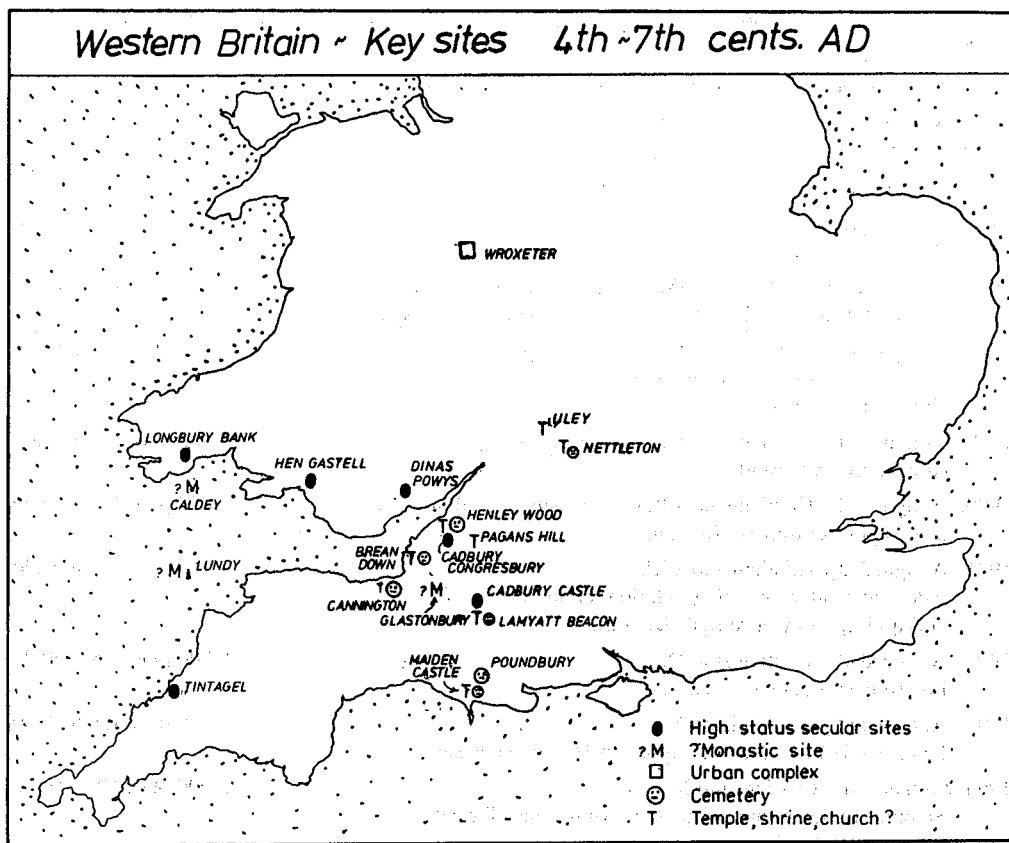 Western Britain ~ Key sites 4th~7th cents. AD
WROXETER
T ULEY
T NETTLETON
LONGBURY BANK
HEN GASTELL
DINAS
POWYS
? M
CALDEY
T HENLEY WOOD
T PAGANS HILL
BREAN
DOWN
T
CADBURY
CONGRESBURY
? M LUNDY
T
CANNINGTON
? M
GLASTONBURY
CADBURY CASTLE
T LAMYATT BEACON
MAIDEN
CASTLE
T
POUNDBURY
TINTAGEL
High status secular sites
? M ?Monastic site
Urban complex
Cemetery
T Temple, shrine, church ?